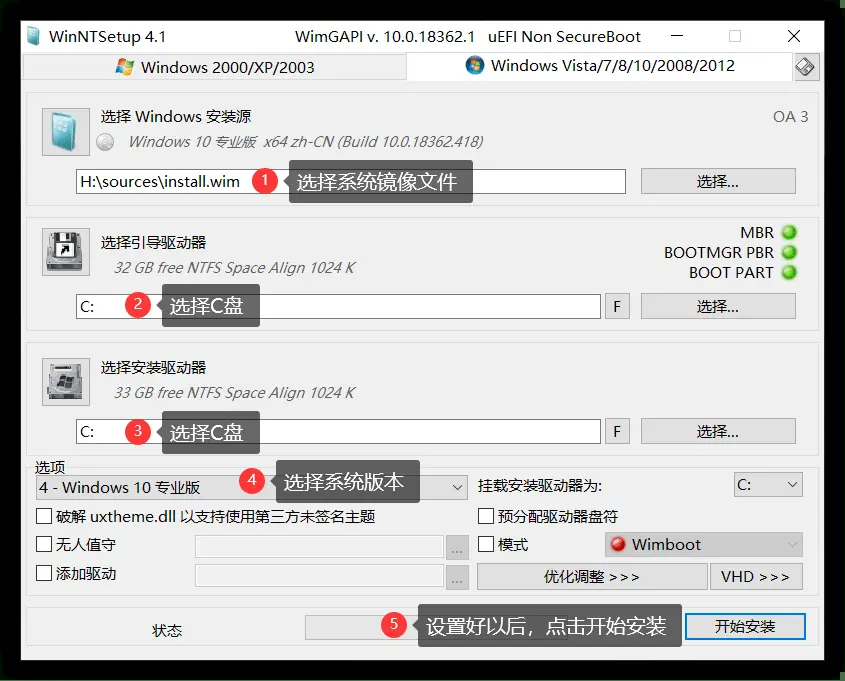 WinNTSetup 4.1 WimGAPI v. 10.0.18362.1 uEFI Non SecureBoot
Windows 2000/XP/2003 Windows Vista/7/8/10/2008/2012
选择 Windows 安装源 OA 3
Windows 10 专业版 x64 zh-CN (Build 10.0.18362.418)
H:\sources\install.wim 1 选择系统镜像文件 选择...
选择引导驱动器 MBR
BOOTMGR PBR
32 GB free NTFS Space Align 1024 K BOOT PART
C: 2 选择C盘 F 选择...
选择安装驱动器
33 GB free NTFS Space Align 1024 K
C: 3 选择C盘 F 选择...
选项
4 - Windows 10 专业版 4 选择系统版本 挂载安装驱动器为: C:
破解 uxtheme.dll 以支持使用第三方未签名主题 预分配驱动器盘符
无人值守 ... 模式 Wimboot
添加驱动 ... 优化调整 >>> VHD >>>
状态 5 设置好以后，点击开始安装 开始安装